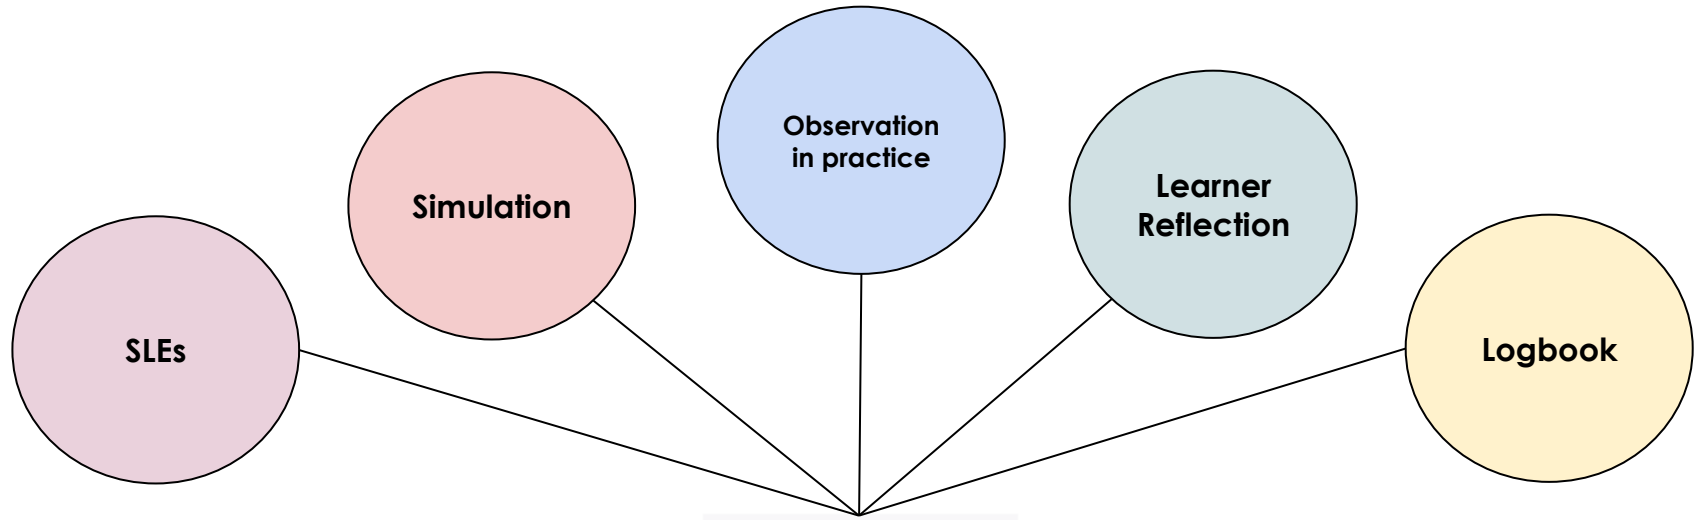 SLEs
Simulation
Observation
in practice
Learner
Reflection
Logbook